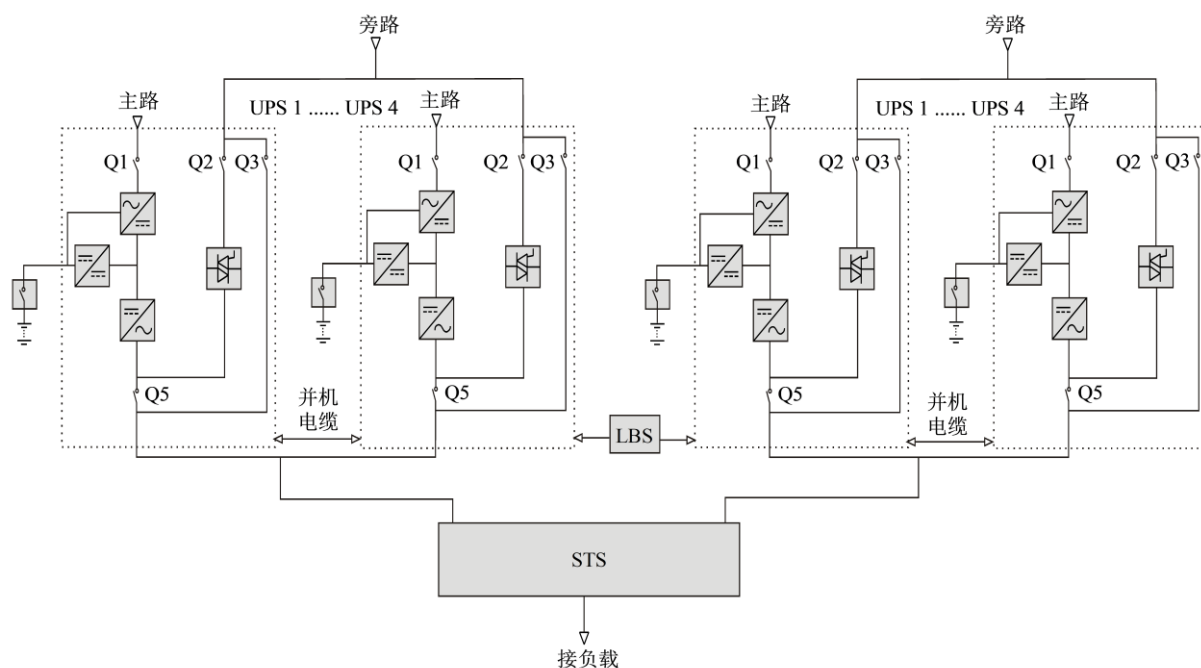 旁路
旁路
UPS 1 ...... UPS 4
UPS 1 ...... UPS 4
主路
主路
主路
主路
Q1
Q2
Q3
Q1
Q2
Q3
Q1
Q2
Q3
Q1
Q2
Q3
Q5
并机
电缆
Q5
LBS
Q5
并机
电缆
Q5
STS
接负载